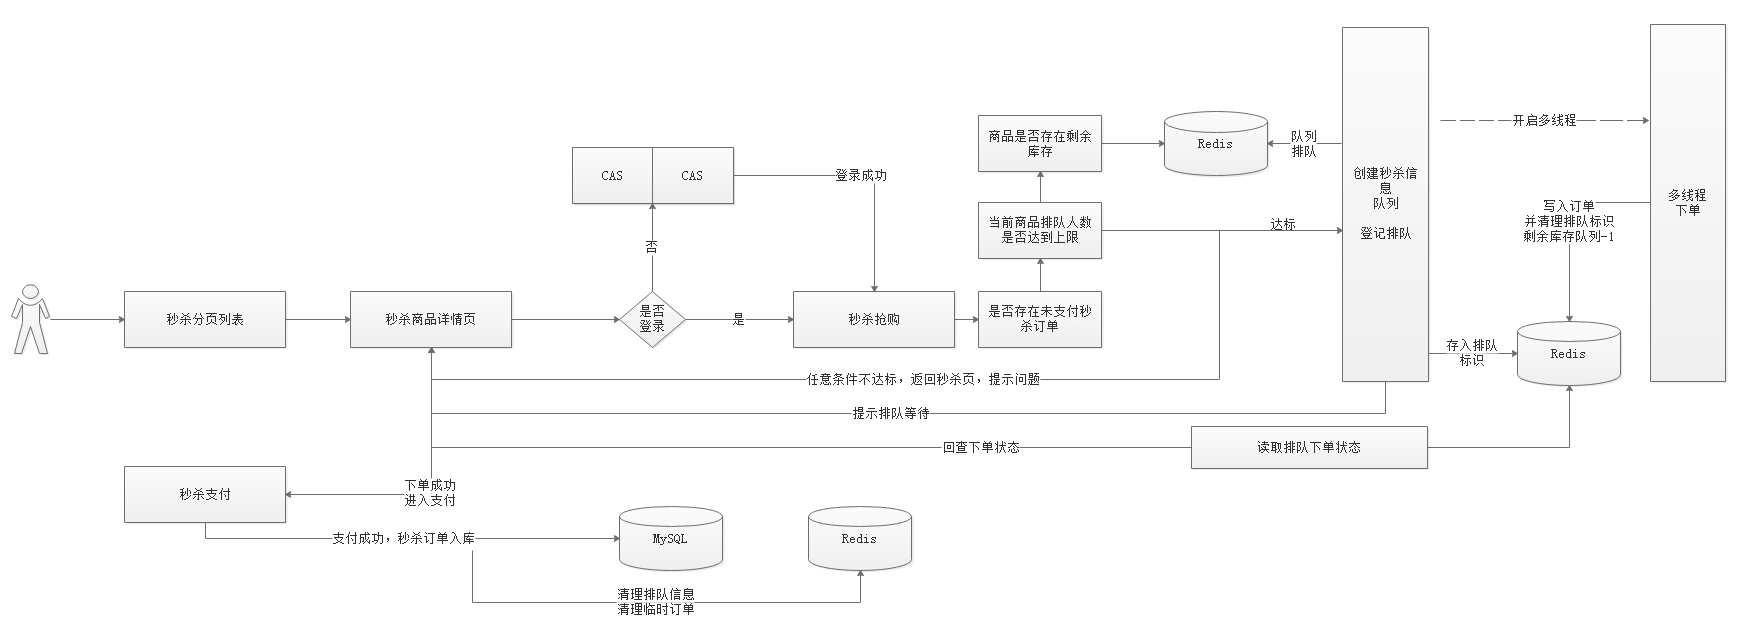 秒杀分页列表
秒杀商品详情页
是否
登录
否
CAS
CAS
登录成功
是
秒杀抢购
是否存在未支付秒
杀订单
当前商品排队人数
是否达到上限
商品是否存在剩余
库存
Redis
队列
排队
达标
创建秒杀信
息
队列
登记排队
开启多线程
多线程
下单
写入订单
并清理排队标识
剩余库存队列-1
存入排队
标识
Redis
任意条件不达标，返回秒杀页，提示问题
提示排队等待
回查下单状态
读取排队下单状态
下单成功
进入支付
秒杀支付
支付成功，秒杀订单入库
MySQL
Redis
清理排队信息
清理临时订单